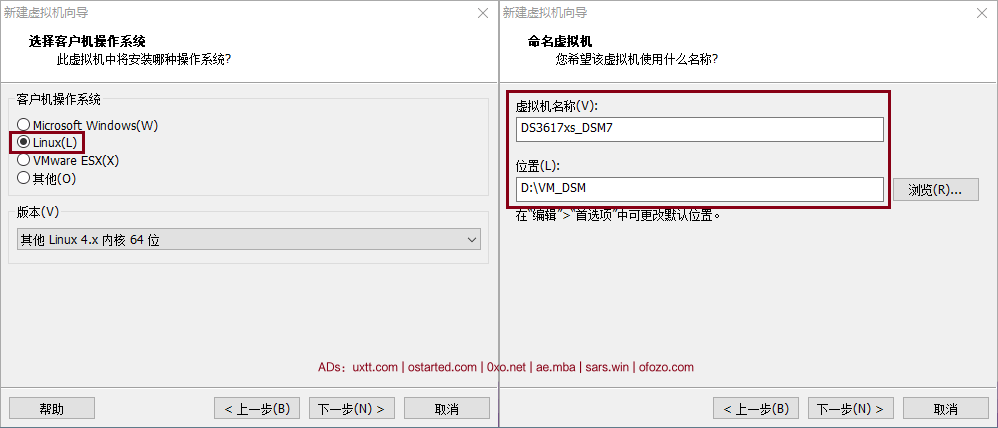 新建虚拟机向导
选择客户机操作系统
此虚拟机中将安装哪种操作系统?
客户机操作系统
Microsoft Windows(W)
Linux(L)
VMware ESX(X)
其他(O)
版本(V)
其他 Linux 4.x 内核 64 位
帮助
< 上一步(B)
下一步(N) >
取消
新建虚拟机向导
命名虚拟机
您希望该虚拟机使用什么名称?
虚拟机名称(V):
DS3617xs_DSM7
位置(L):
D:\VM_DSM
浏览(R)...
在“编辑”>“首选项”中可更改默认位置。
< 上一步(B)
下一步(N) >
取消
ADs：uxtt.com | ostarted.com | 0xo.net | ae.mba | sars.win | ofozo.com